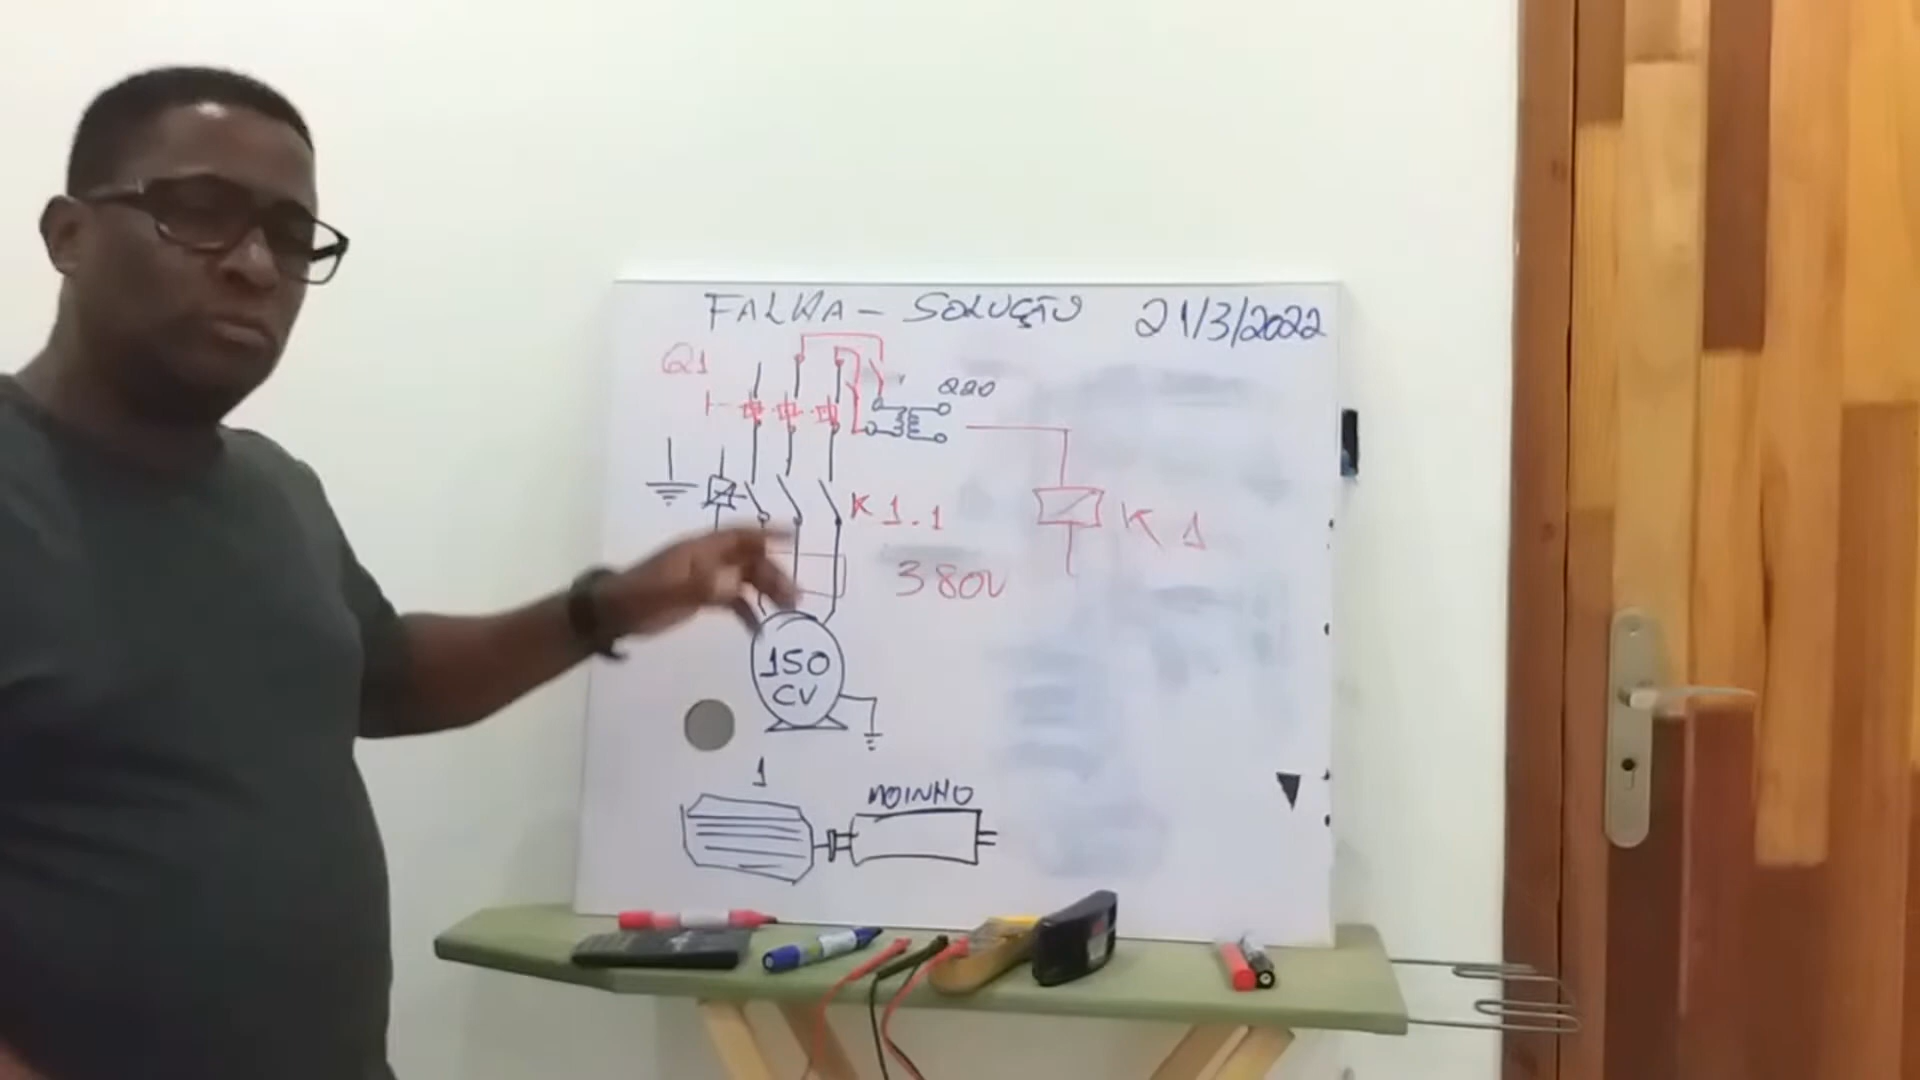 FALHA - SOLUÇÃO 21/3/2022
Q1
220
K1.1
K1
380V
150
CV
1
MOINHO